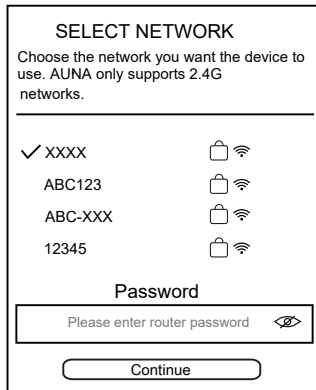 SELECT NETWORK
Choose the network you want the device to
use. AUNA only supports 2.4G
networks.
XXXX
ABC123
ABC-XXX
12345
Password
Please enter router password
Continue